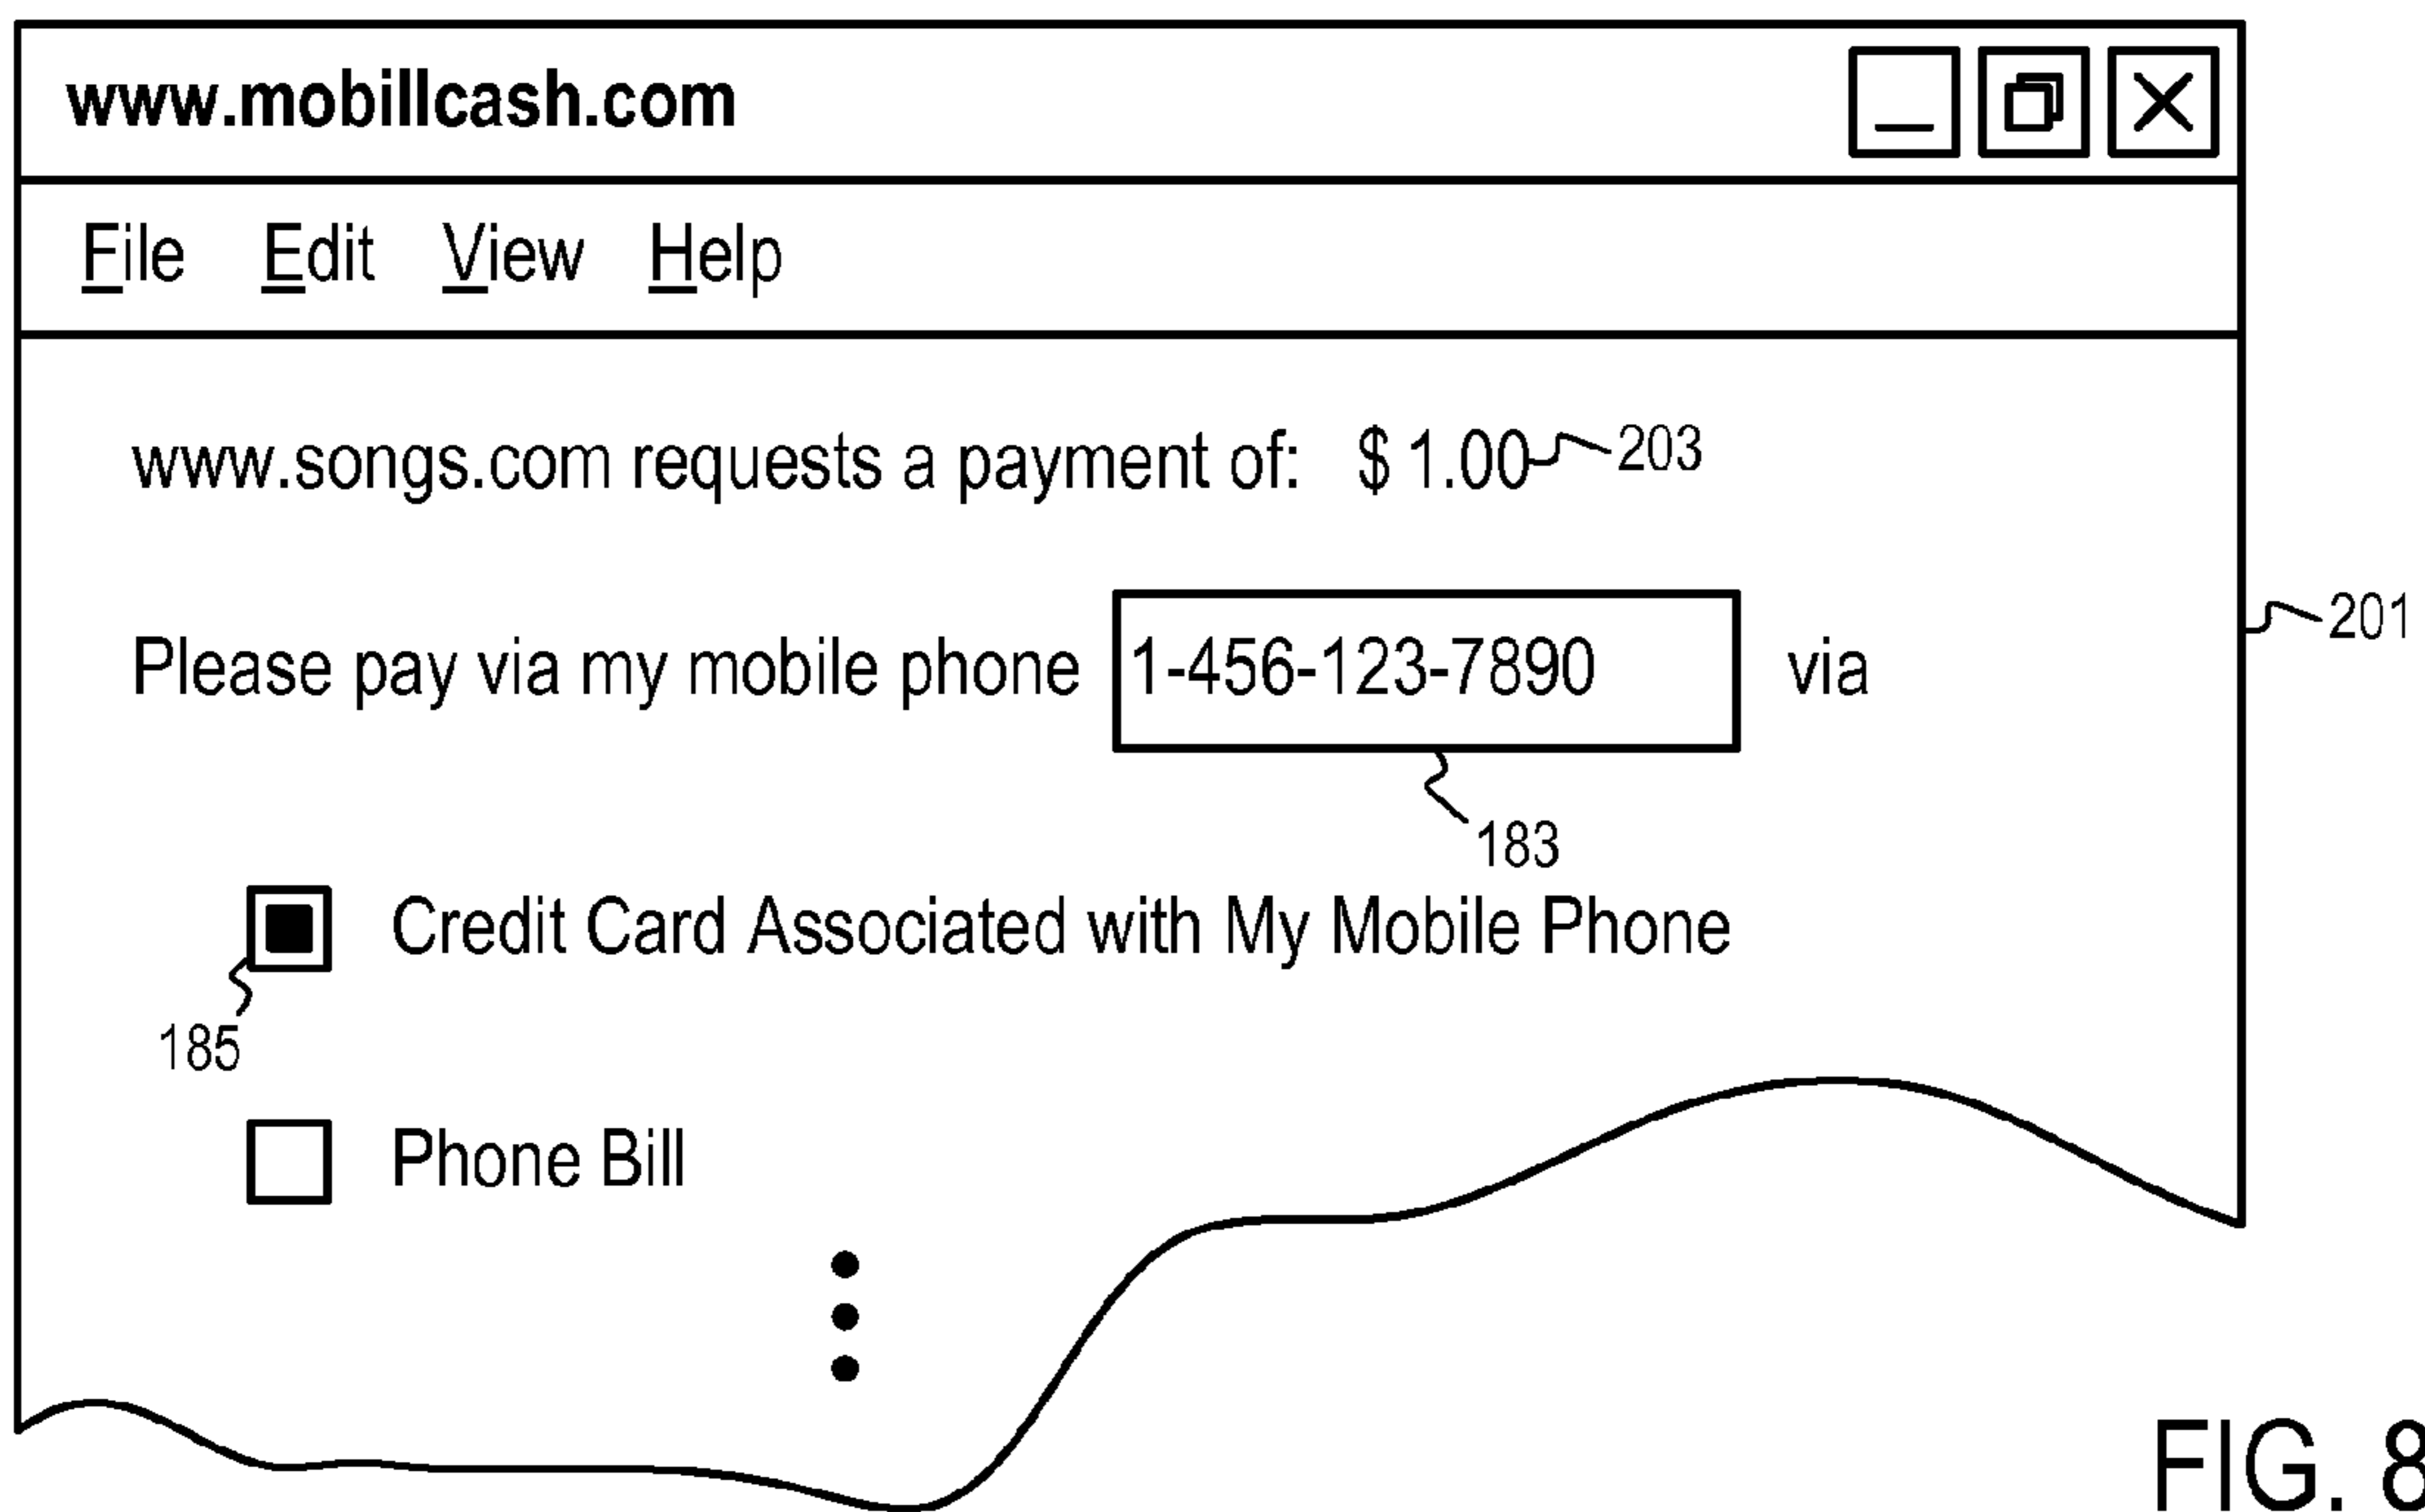 www.mobillcash.com
File Edit View Help
www.songs.com requests a payment of: $ 1.00 203
201
Please pay via my mobile phone 1-456-123-7890 via
183
Credit Card Associated with My Mobile Phone
185
Phone Bill
FIG. 8